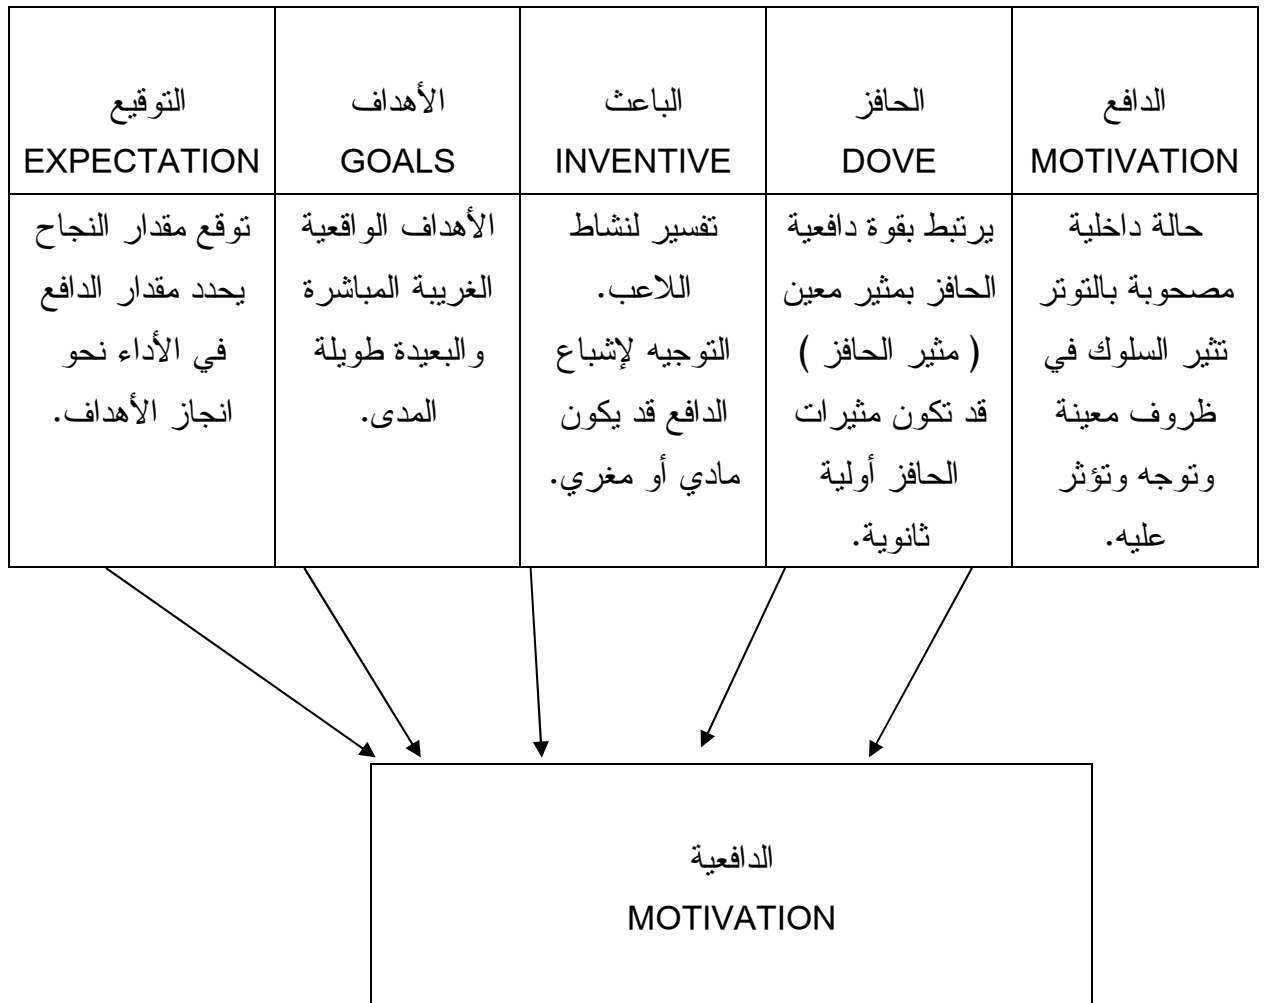 الدافع
MOTIVATION
الحافز
DOVE
الباعث
INVENTIVE
الأهداف
GOALS
التوقيع
EXPECTATION
حالة داخلية
مصحوبة بالتوتر
تثير السلوك في
ظروف معينة
وتوجه وتؤثر
عليه.
يرتبط بقوة دافعية
الحافز بمثير معين
( مثير الحافز )
قد تكون مثيرات
الحافز أولية
ثانوية.
تفسير لنشاط
اللاعب.
التوجيه لإشباع
الدافع قد يكون
مادي أو مغري.
الأهداف الواقعية
الغريبة المباشرة
والبعيدة طويلة
المدى.
توقع مقدار النجاح
يحدد مقدار الدافع
في الأداء نحو
انجاز الأهداف.
الدافعية
MOTIVATION